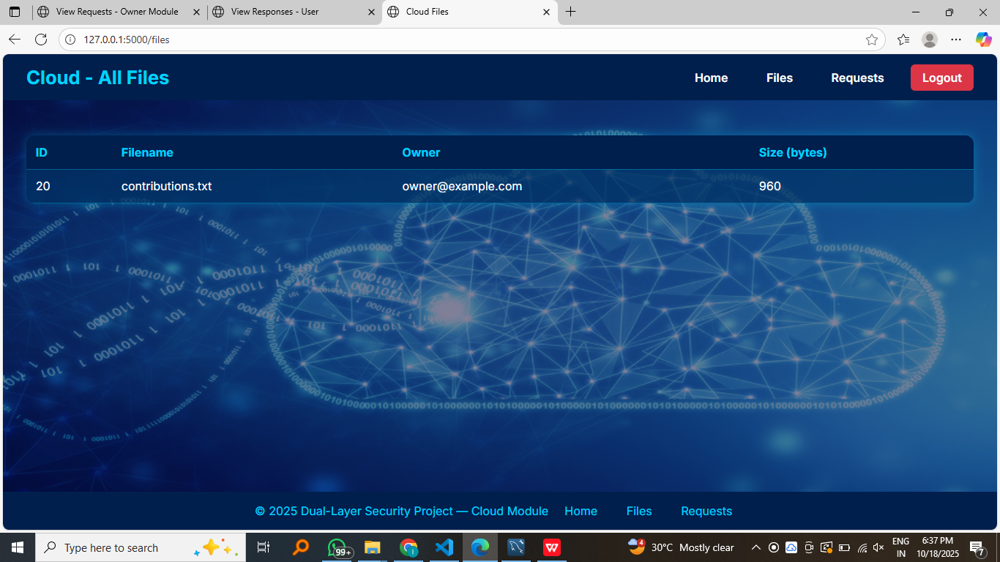 View Requests - Owner Module
View Responses - User
Cloud Files
127.0.0.1:5000/files
Cloud - All Files
Home Files Requests Logout
ID Filename Owner Size (bytes)
20 contributions.txt owner@example.com 960
© 2025 Dual-Layer Security Project — Cloud Module Home Files Requests
Type here to search
99+
4
30°C Mostly clear
ENG
IN
6:37 PM
10/18/2025
7